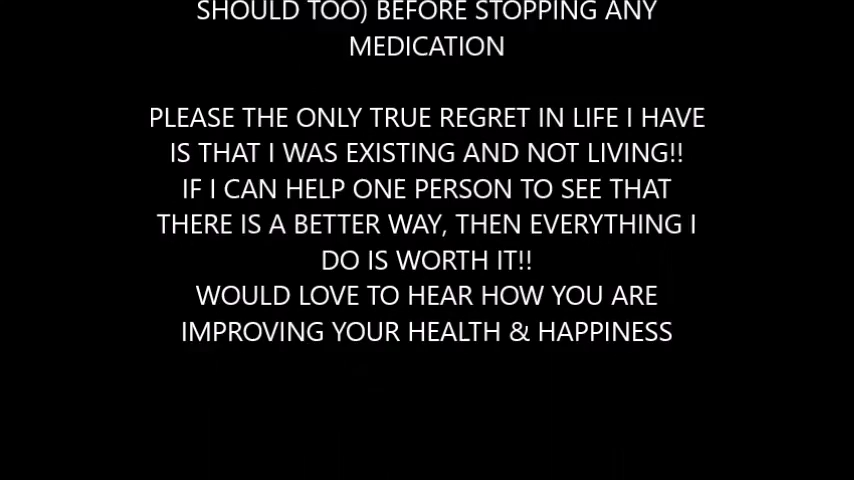 SHOULD TOO) BEFORE STOPPING ANY
MEDICATION
PLEASE THE ONLY TRUE REGRET IN LIFE I HAVE
IS THAT I WAS EXISTING AND NOT LIVING!!
IF I CAN HELP ONE PERSON TO SEE THAT
THERE IS A BETTER WAY, THEN EVERYTHING I
DO IS WORTH IT!!
WOULD LOVE TO HEAR HOW YOU ARE
IMPROVING YOUR HEALTH & HAPPINESS